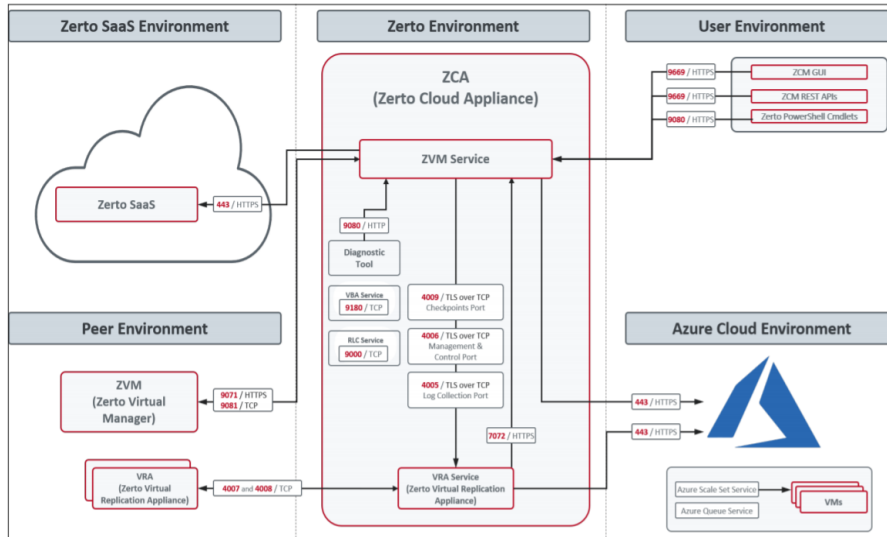 Zerto SaaS Environment
Zerto Environment
User Environment
ZCA
(Zerto Cloud Appliance)
9669 / HTTPS
ZCM GUI
9669 / HTTPS
ZCM REST APIs
9080 / HTTPS
Zerto PowerShell Cmdlets
ZVM Service
Zerto SaaS
443 / HTTPS
9080 / HTTP
Diagnostic
Tool
VBA Service
9180 / TCP
4009 / TLS over TCP
Checkpoints Port
Peer Environment
RLC Service
9000 / TCP
4006 / TLS over TCP
Management &
Control Port
Azure Cloud Environment
ZVM
(Zerto Virtual
Manager)
9071 / HTTPS
9081 / TCP
4005 / TLS over TCP
Log Collection Port
443 / HTTPS
7072 / HTTPS
443 / HTTPS
VRA
(Zerto Virtual
Replication Appliance)
4007 and 4008 / TCP
VRA Service
(Zerto Virtual Replication
Appliance)
Azure Scale Set Service
VMs
Azure Queue Service